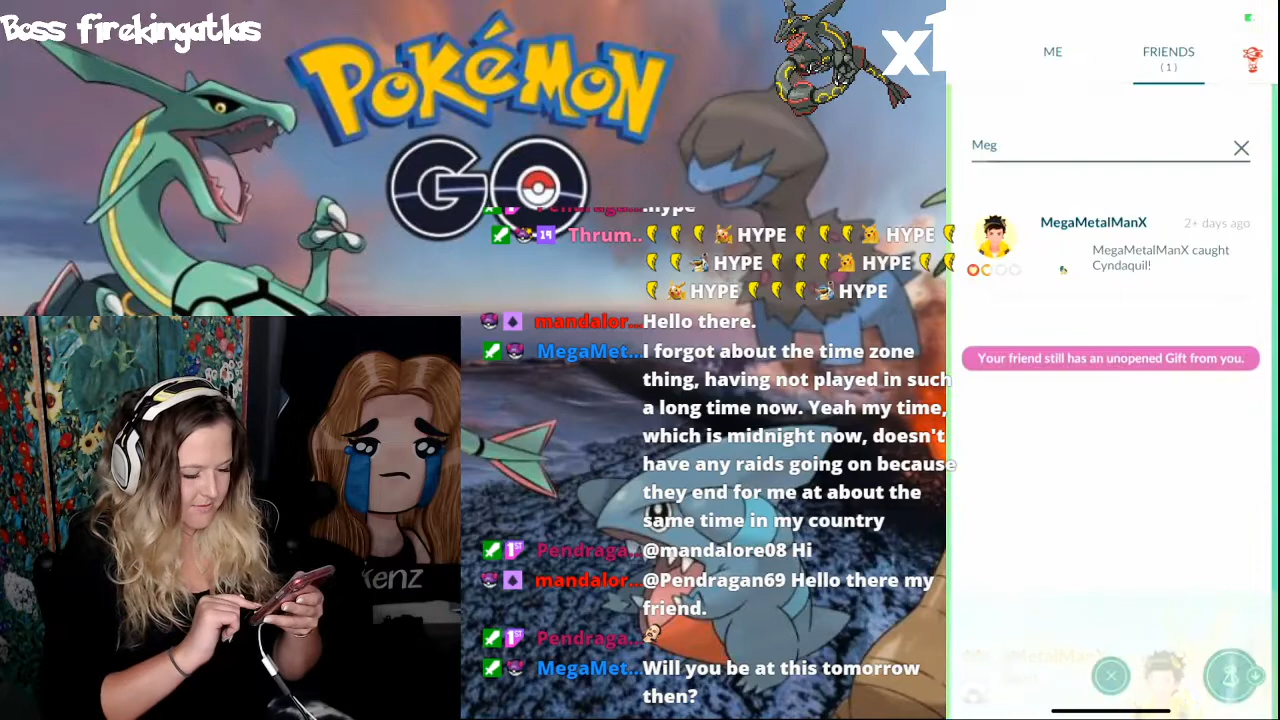 Boss firekingatlas
POKÉMON
GO
x1
hype
Thrum.. HYPE HYPE
HYPE HYPE
HYPE HYPE
mandalor... Hello there.
MegaMet... I forgot about the time zone
thing, having not played in such
a long time now. Yeah my time,
which is midnight now, doesn't
have any raids going on because
they end for me at about the
same time in my country
Pendraga... @mandalore08 Hi
mandalor... @Pendragan69 Hello there my
friend.
Pendraga...
MegaMet... Will you be at this tomorrow
then?
kenz
ME
FRIENDS
(1)
Meg
MegaMetalManX 2+ days ago
MegaMetalManX caught
Cyndaquil!
Your friend still has an unopened Gift from you.